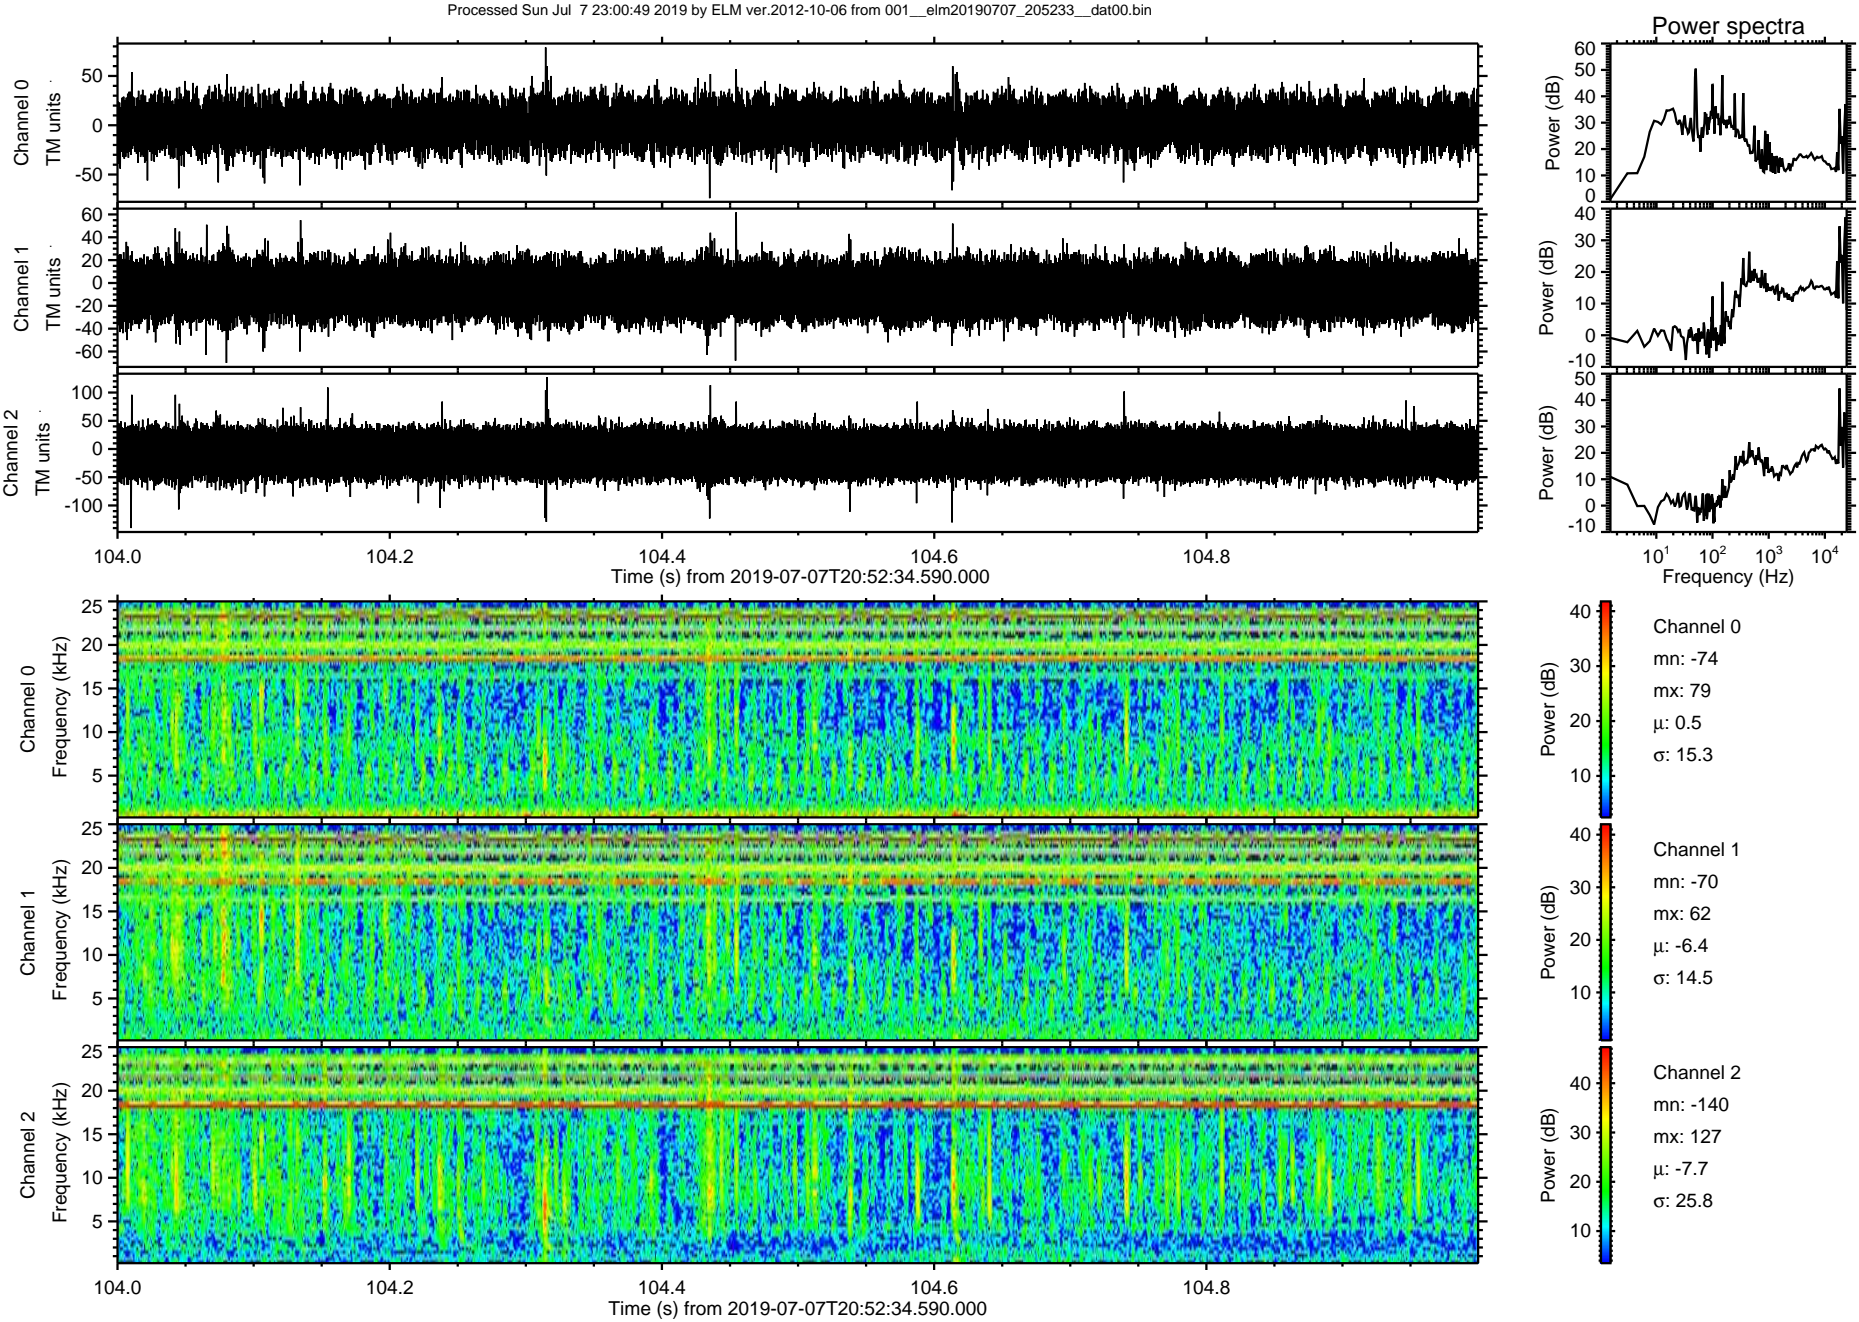 Processed Sun Jul 7 23:00:49 2019 by ELM ver.2012-10-06 from 001__elm20190707_205233__dat00.bin
Power spectra
Channel 0
TM units
50
0
-50
Power (dB)
60
50
40
30
20
10
0
Channel 1
TM units
60
40
20
0
-20
-40
-60
Power (dB)
40
30
20
10
0
-10
Channel 2
TM units
100
50
0
-50
-100
Power (dB)
50
40
30
20
10
0
-10
104.0 104.2 104.4 104.6 104.8
Time (s) from 2019-07-07T20:52:34.590.000
10¹ 10² 10³ 10⁴
Frequency (Hz)
Channel 0
Frequency (kHz)
25
20
15
10
5
Power (dB)
40
30
20
10
Channel 0
mn: -74
mx: 79
μ: 0.5
σ: 15.3
Channel 1
Frequency (kHz)
25
20
15
10
5
Power (dB)
40
30
20
10
Channel 1
mn: -70
mx: 62
μ: -6.4
σ: 14.5
Channel 2
Frequency (kHz)
25
20
15
10
5
Power (dB)
40
30
20
10
Channel 2
mn: -140
mx: 127
μ: -7.7
σ: 25.8
104.0 104.2 104.4 104.6 104.8
Time (s) from 2019-07-07T20:52:34.590.000